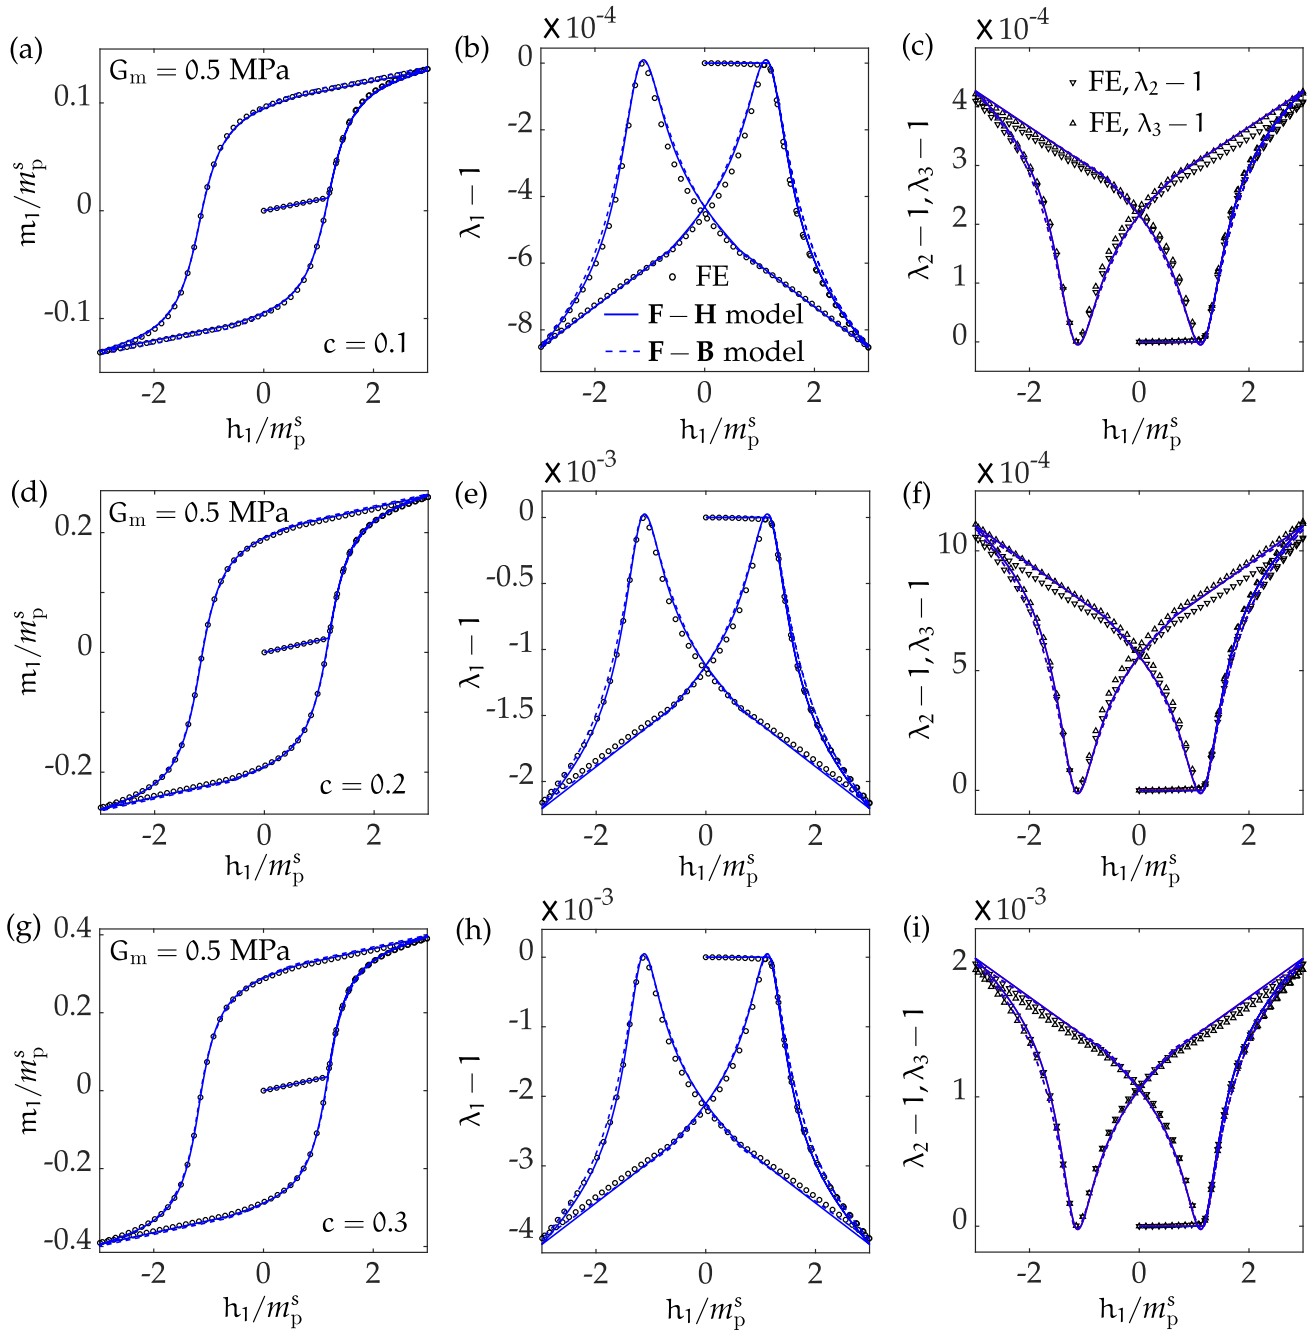 (a)
G_m = 0.5 MPa
0.1
0
-0.1
m_1/m_p^s
c = 0.1
-2 0 2
h_1/m_p^s
(b)
×10^-4
0
-2
-4
-6
-8
λ_1 − 1
FE
F − H model
F − B model
-2 0 2
h_1/m_p^s
(c)
×10^-4
4
3
2
1
0
λ_2 − 1, λ_3 − 1
FE, λ_2 − 1
FE, λ_3 − 1
-2 0 2
h_1/m_p^s
(d)
G_m = 0.5 MPa
0.2
0
-0.2
m_1/m_p^s
c = 0.2
-2 0 2
h_1/m_p^s
(e)
×10^-3
0
-0.5
-1
-1.5
-2
λ_1 − 1
-2 0 2
h_1/m_p^s
(f)
×10^-4
10
5
0
λ_2 − 1, λ_3 − 1
-2 0 2
h_1/m_p^s
(g)
G_m = 0.5 MPa
0.4
0.2
0
-0.2
-0.4
m_1/m_p^s
c = 0.3
-2 0 2
h_1/m_p^s
(h)
×10^-3
0
-1
-2
-3
-4
λ_1 − 1
-2 0 2
h_1/m_p^s
(i)
×10^-3
2
1
0
λ_2 − 1, λ_3 − 1
-2 0 2
h_1/m_p^s